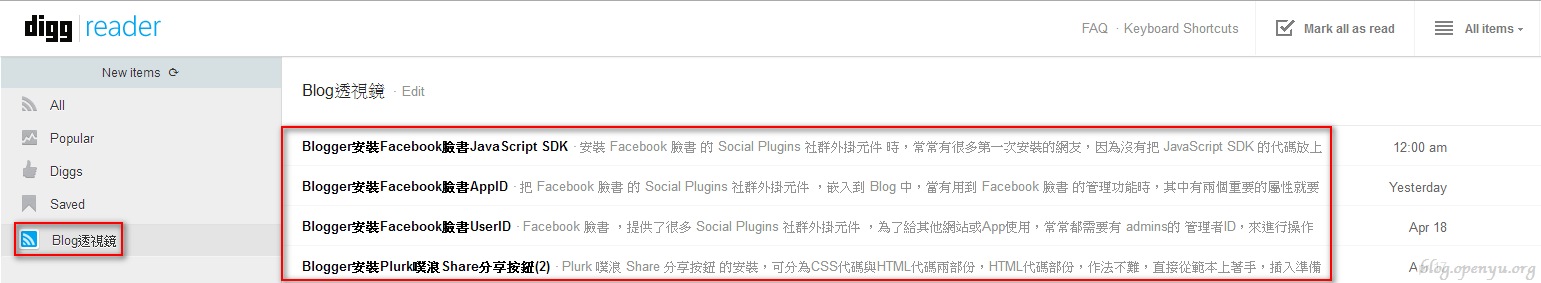 digg reader
FAQ · Keyboard Shortcuts
Mark all as read
All items
New items
All
Popular
Diggs
Saved
Blog透視鏡
Blog透視鏡 · Edit
Blogger安裝Facebook臉書JavaScript SDK · 安裝 Facebook 臉書 的 Social Plugins 社群外掛元件 時，常常有很多第一次安裝的網友，因為沒有把 JavaScript SDK 的代碼放上
12:00 am
Blogger安裝Facebook臉書AppID · 把 Facebook 臉書 的 Social Plugins 社群外掛元件 ，嵌入到 Blog 中，當有用到 Facebook 臉書 的管理功能時，其中有兩個重要的屬性就要
Yesterday
Blogger安裝Facebook臉書UserID · Facebook 臉書 ，提供了很多 Social Plugins 社群外掛元件 ，為了給其他網站或App使用，常常都需要有 admins的 管理者ID，來進行操作
Apr 18
Blogger安裝Plurk噗浪 Share分享按鈕(2) · Plurk 噗浪 Share 分享按鈕 的安裝，可分為CSS代碼與HTML代碼兩部份，HTML代碼部份，作法不難，直接從範本上著手，插入準備
blog.openyu.org